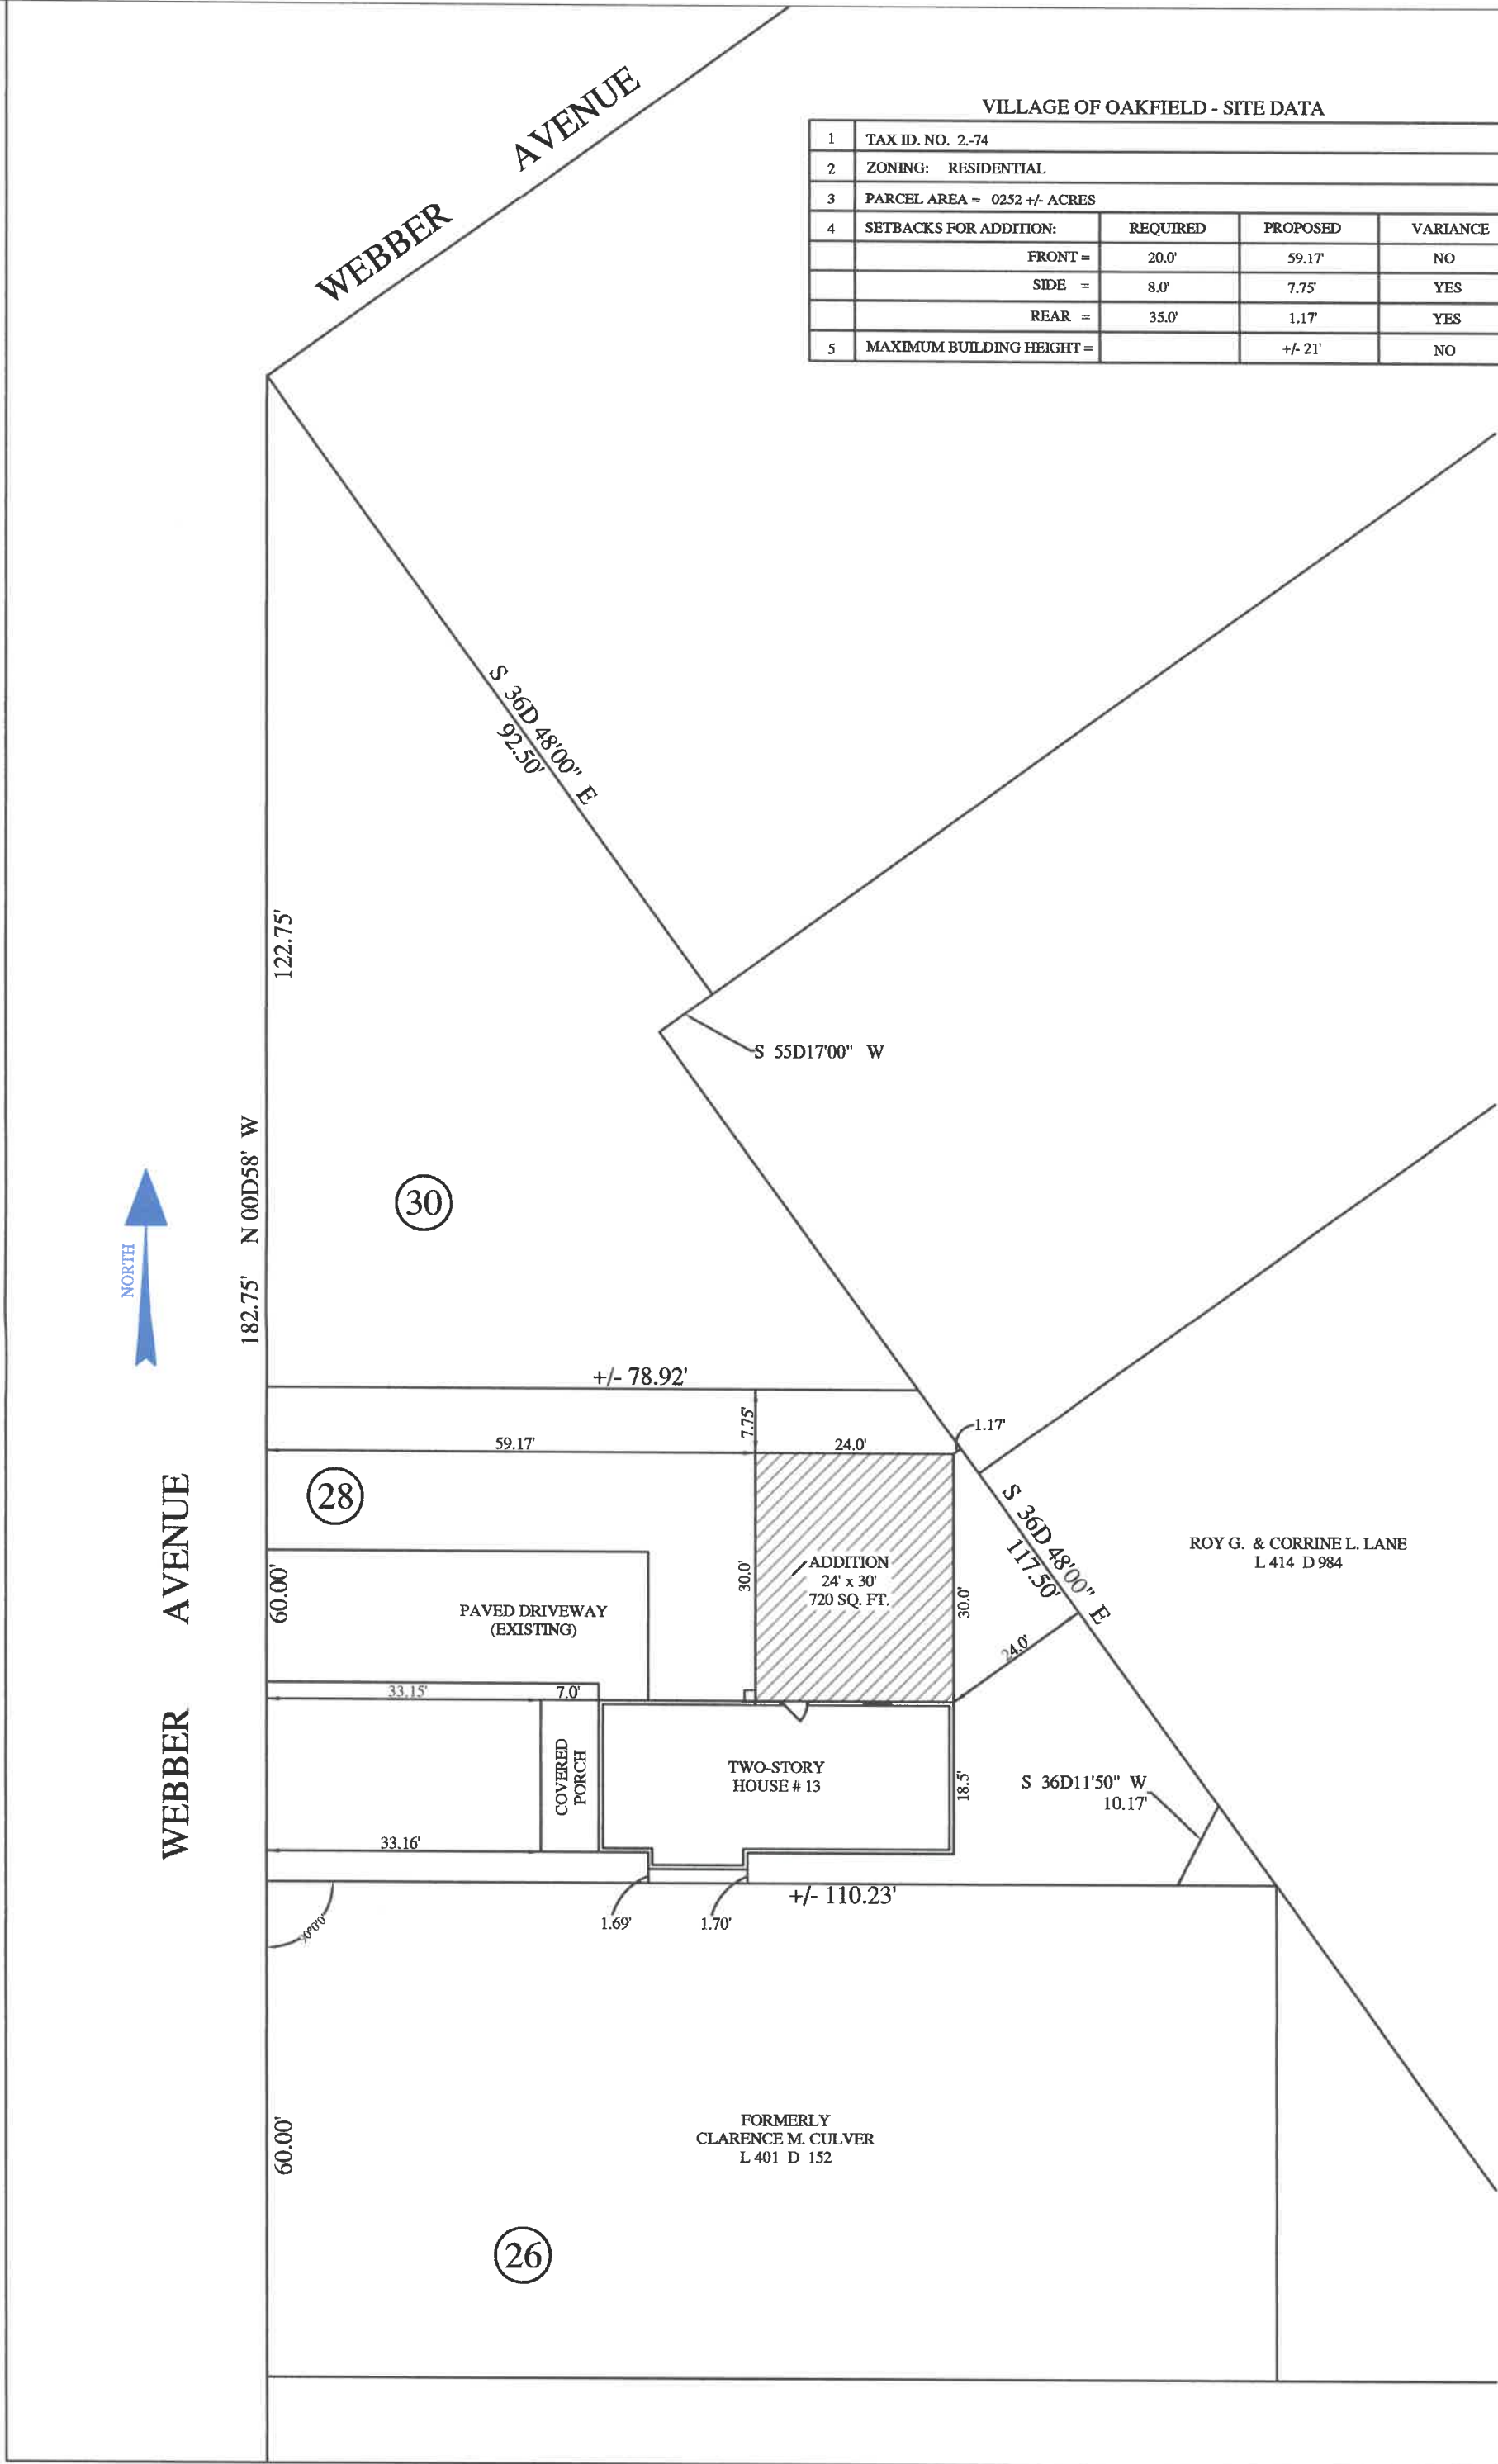 WEBBER AVENUE
VILLAGE OF OAKFIELD - SITE DATA
1 TAX ID. NO. 2.-74
2 ZONING: RESIDENTIAL
3 PARCEL AREA = 0252 +/- ACRES
4 SETBACKS FOR ADDITION: REQUIRED PROPOSED VARIANCE
FRONT = 20.0' 59.17' NO
SIDE = 8.0' 7.75' YES
REAR = 35.0' 1.17' YES
5 MAXIMUM BUILDING HEIGHT = +/- 21' NO
S 36D 48'00" E
92.50'
122.75'
S 55D17'00" W
182.75' N 00D58' W
30
NORTH
+/- 78.92'
7.75'
1.17'
59.17'
24.0'
28
S 36D 48'00" E
117.50'
ROY G. & CORRINE L. LANE
L 414 D 984
60.00'
30.0'
ADDITION
24' x 30'
720 SQ. FT.
30.0'
PAVED DRIVEWAY
(EXISTING)
24.0'
WEBBER AVENUE
33.15'
7.0'
COVERED
PORCH
TWO-STORY
HOUSE # 13
18.5'
S 36D11'50" W
10.17'
33.16'
+/- 110.23'
1.69'
1.70'
60.00'
FORMERLY
CLARENCE M. CULVER
L 401 D 152
26